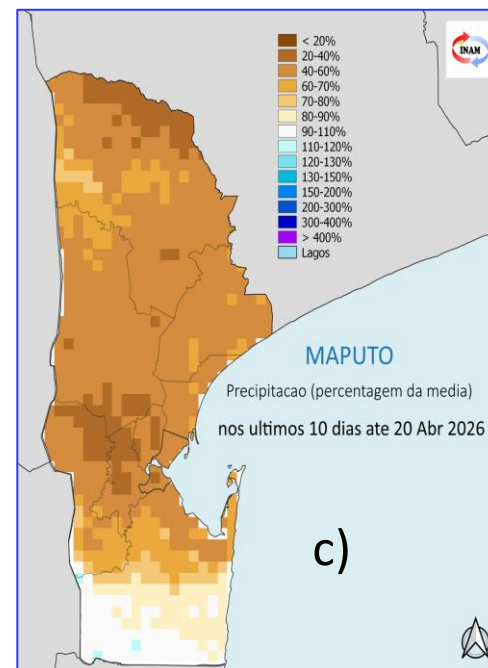 INAM
< 20%
20-40%
40-60%
60-70%
70-80%
80-90%
90-110%
110-120%
120-130%
130-150%
150-200%
200-300%
300-400%
> 400%
Lagos
MAPUTO
Precipitacao (percentagem da media)
nos ultimos 10 dias ate 20 Abr 2026
c)